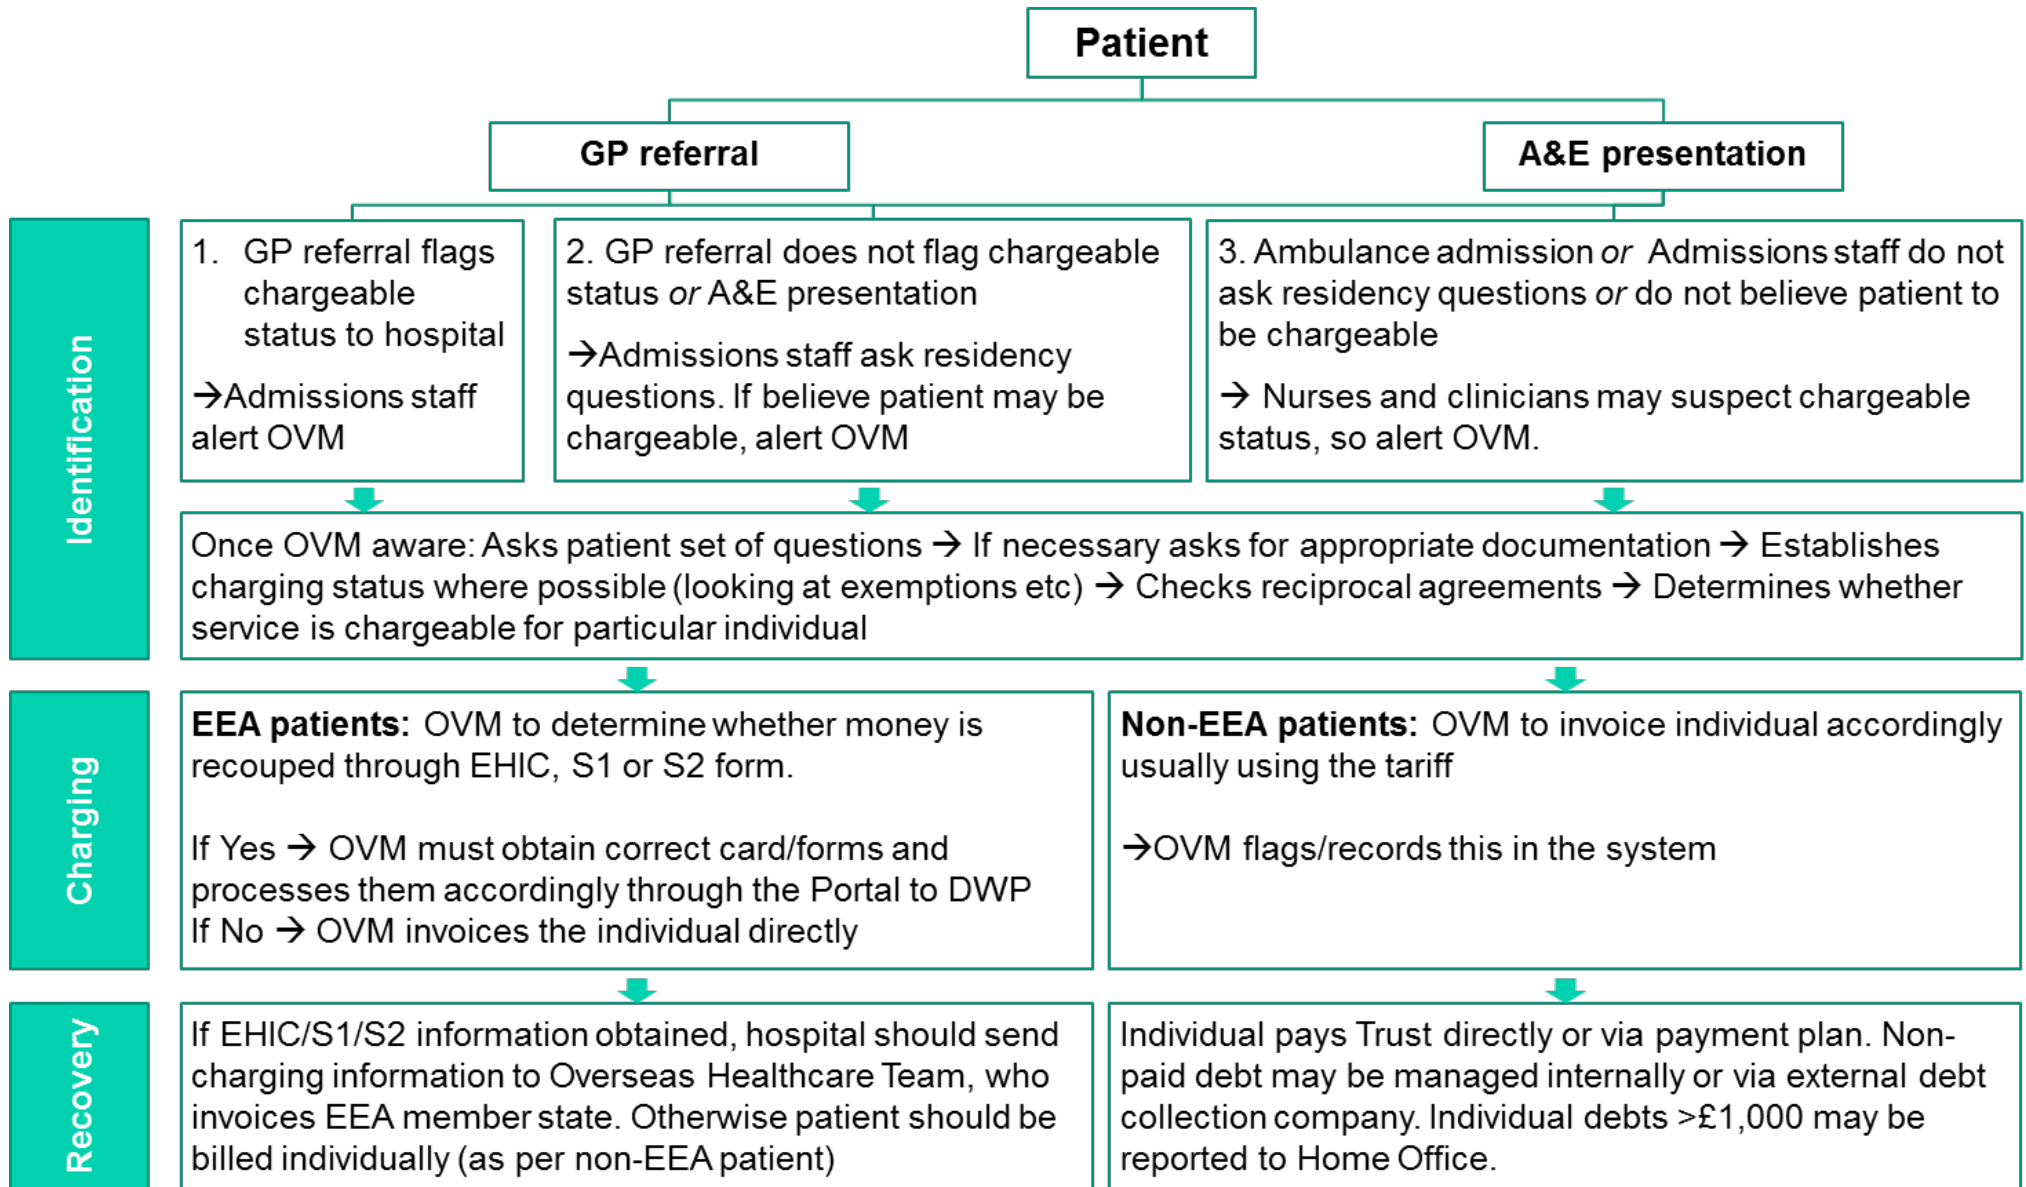 Patient
GP referral
A&E presentation
Identification
1. GP referral flags
chargeable
status to hospital
→Admissions staff
alert OVM
2. GP referral does not flag chargeable
status or A&E presentation
→Admissions staff ask residency
questions. If believe patient may be
chargeable, alert OVM
3. Ambulance admission or Admissions staff do not
ask residency questions or do not believe patient to
be chargeable
→ Nurses and clinicians may suspect chargeable
status, so alert OVM.
Once OVM aware: Asks patient set of questions → If necessary asks for appropriate documentation → Establishes
charging status where possible (looking at exemptions etc) → Checks reciprocal agreements → Determines whether
service is chargeable for particular individual
Charging
EEA patients: OVM to determine whether money is
recouped through EHIC, S1 or S2 form.
If Yes → OVM must obtain correct card/forms and
processes them accordingly through the Portal to DWP
If No → OVM invoices the individual directly
Non-EEA patients: OVM to invoice individual accordingly
usually using the tariff
→OVM flags/records this in the system
Recovery
If EHIC/S1/S2 information obtained, hospital should send
charging information to Overseas Healthcare Team, who
invoices EEA member state. Otherwise patient should be
billed individually (as per non-EEA patient)
Individual pays Trust directly or via payment plan. Non-
paid debt may be managed internally or via external debt
collection company. Individual debts >£1,000 may be
reported to Home Office.